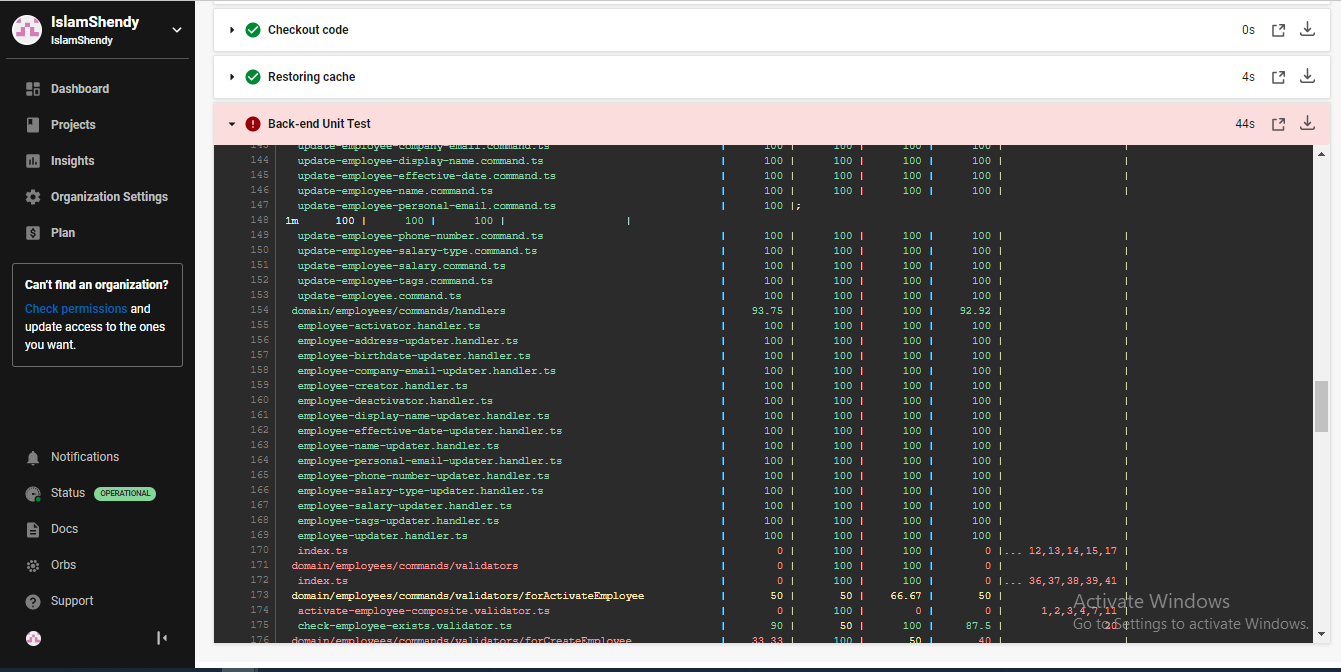 IslamShendy
IslamShendy
Dashboard
Projects
Insights
Organization Settings
Plan
Can't find an organization?
Check permissions and
update access to the ones
you want.
Notifications
Status OPERATIONAL
Docs
Orbs
Support
Checkout code 0s
Restoring cache 4s
Back-end Unit Test 44s
143 update-employee-company-email.command.ts | 100 | 100 | 100 | 100 | |
144 update-employee-display-name.command.ts | 100 | 100 | 100 | 100 | |
145 update-employee-effective-date.command.ts | 100 | 100 | 100 | 100 | |
146 update-employee-name.command.ts | 100 | 100 | 100 | 100 | |
147 update-employee-personal-email.command.ts | 100 |;
148 1m 100 | 100 | 100 | |
149 update-employee-phone-number.command.ts | 100 | 100 | 100 | 100 | |
150 update-employee-salary-type.command.ts | 100 | 100 | 100 | 100 | |
151 update-employee-salary.command.ts | 100 | 100 | 100 | 100 | |
152 update-employee-tags.command.ts | 100 | 100 | 100 | 100 | |
153 update-employee.command.ts | 100 | 100 | 100 | 100 | |
154 domain/employees/commands/handlers | 93.75 | 100 | 100 | 92.92 | |
155 employee-activator.handler.ts | 100 | 100 | 100 | 100 | |
156 employee-address-updater.handler.ts | 100 | 100 | 100 | 100 | |
157 employee-birthdate-updater.handler.ts | 100 | 100 | 100 | 100 | |
158 employee-company-email-updater.handler.ts | 100 | 100 | 100 | 100 | |
159 employee-creator.handler.ts | 100 | 100 | 100 | 100 | |
160 employee-deactivator.handler.ts | 100 | 100 | 100 | 100 | |
161 employee-display-name-updater.handler.ts | 100 | 100 | 100 | 100 | |
162 employee-effective-date-updater.handler.ts | 100 | 100 | 100 | 100 | |
163 employee-name-updater.handler.ts | 100 | 100 | 100 | 100 | |
164 employee-personal-email-updater.handler.ts | 100 | 100 | 100 | 100 | |
165 employee-phone-number-updater.handler.ts | 100 | 100 | 100 | 100 | |
166 employee-salary-type-updater.handler.ts | 100 | 100 | 100 | 100 | |
167 employee-salary-updater.handler.ts | 100 | 100 | 100 | 100 | |
168 employee-tags-updater.handler.ts | 100 | 100 | 100 | 100 | |
169 employee-updater.handler.ts | 100 | 100 | 100 | 100 | |
170 index.ts | 0 | 100 | 100 | 0 |... 12,13,14,15,17 |
171 domain/employees/commands/validators | 0 | 100 | 100 | 0 | |
172 index.ts | 0 | 100 | 100 | 0 |... 36,37,38,39,41 |
173 domain/employees/commands/validators/forActivateEmployee | 50 | 50 | 66.67 | 50 | |
174 activate-employee-composite.validator.ts | 0 | 100 | 0 | 0 | 1,2,3,4,7,11 |
175 check-employee-exists.validator.ts | 90 | 50 | 100 | 87.5 | 20 |
176 domain/employees/commands/validators/forCreateEmployee | 33.33 | 100 | 50 | 40 | |
Activate Windows
Go to Settings to activate Windows.